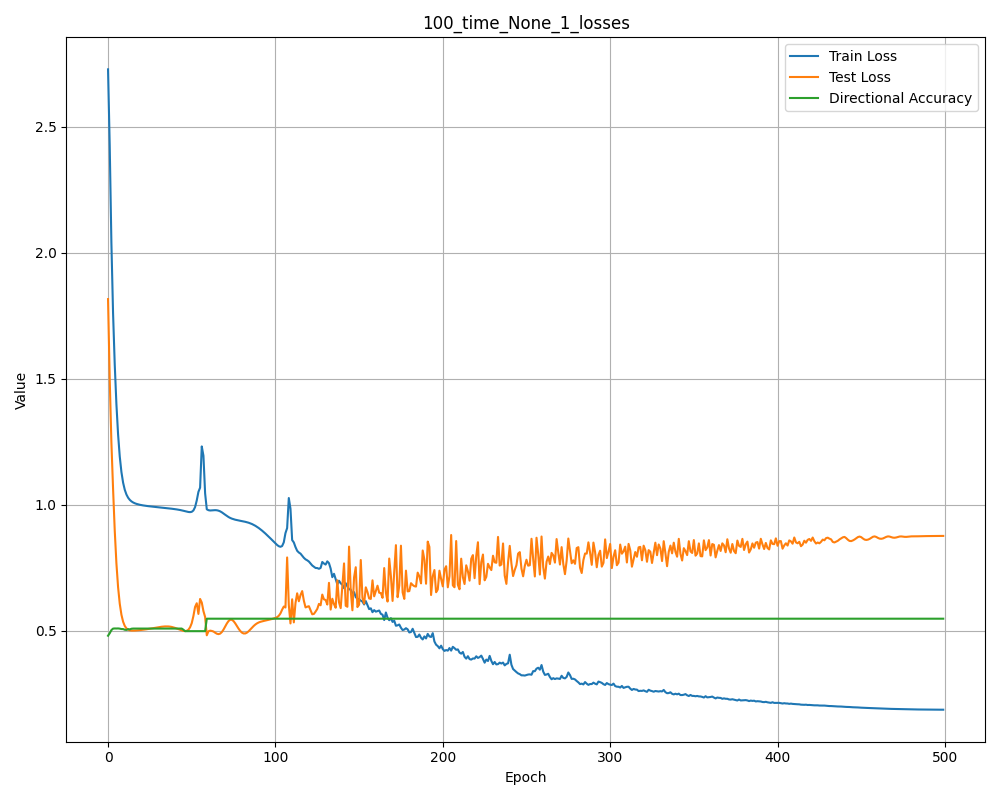 100_time_None_1_losses
Train Loss
Test Loss
Directional Accuracy
2.5
2.0
1.5
1.0
0.5
Value
0 100 200 300 400 500
Epoch